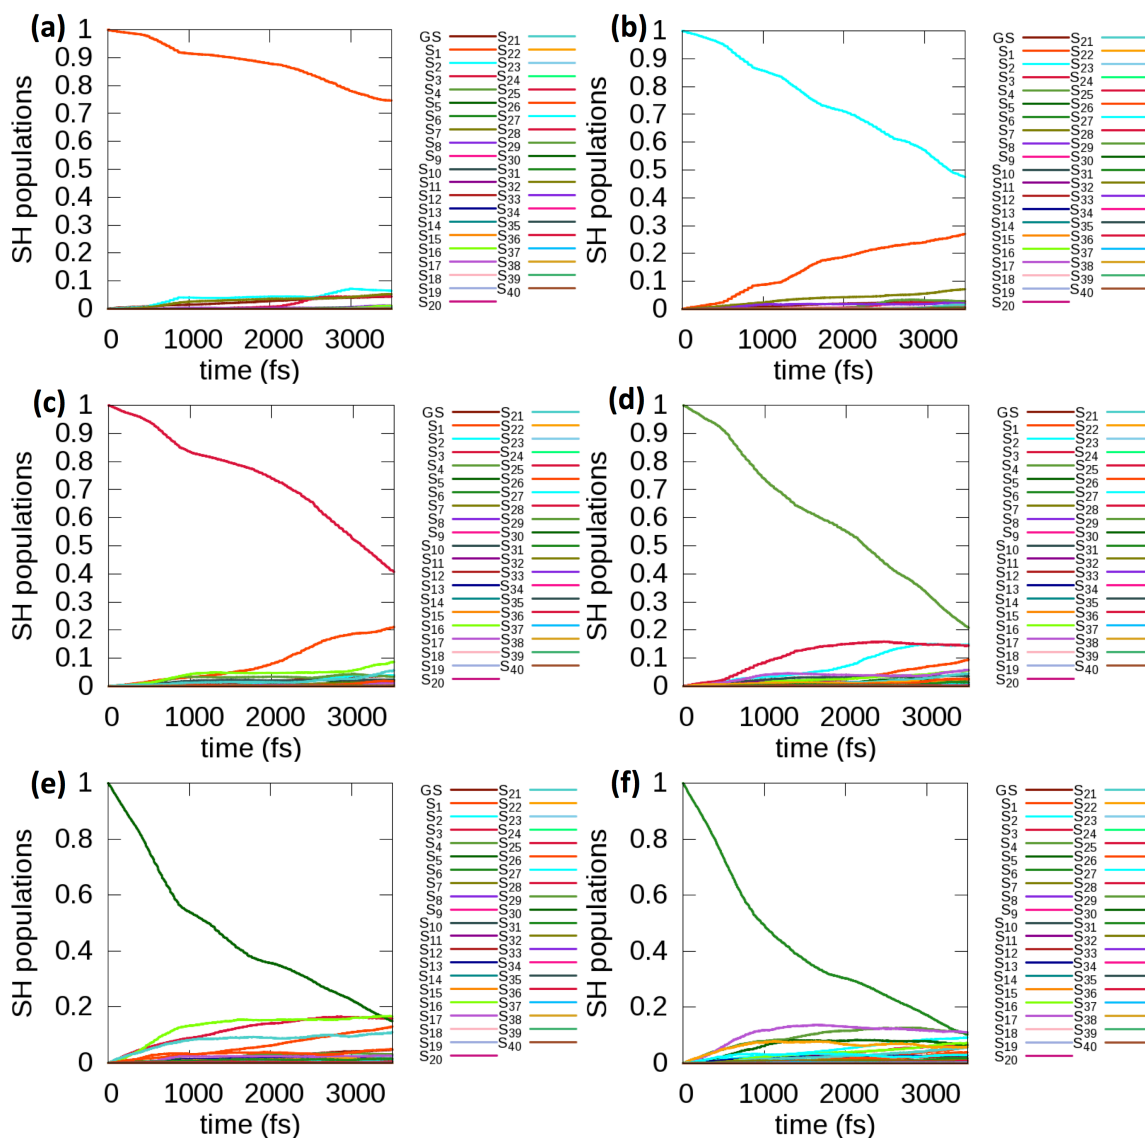 (a)
1
0.9
0.8
0.7
0.6
0.5
0.4
0.3
0.2
0.1
0
SH populations
0 1000 2000 3000
time (fs)
GS S₂₁
S₁ S₂₂
S₂ S₂₃
S₃ S₂₄
S₄ S₂₅
S₅ S₂₆
S₆ S₂₇
S₇ S₂₈
S₈ S₂₉
S₉ S₃₀
S₁₀ S₃₁
S₁₁ S₃₂
S₁₂ S₃₃
S₁₃ S₃₄
S₁₄ S₃₅
S₁₅ S₃₆
S₁₆ S₃₇
S₁₇ S₃₈
S₁₈ S₃₉
S₁₉ S₄₀
S₂₀
(b)
1
0.9
0.8
0.7
0.6
0.5
0.4
0.3
0.2
0.1
0
SH populations
0 1000 2000 3000
time (fs)
GS S₂₁
S₁ S₂₂
S₂ S₂₃
S₃ S₂₄
S₄ S₂₅
S₅ S₂₆
S₆ S₂₇
S₇ S₂₈
S₈ S₂₉
S₉ S₃₀
S₁₀ S₃₁
S₁₁ S₃₂
S₁₂ S₃₃
S₁₃ S₃₄
S₁₄ S₃₅
S₁₅ S₃₆
S₁₆ S₃₇
S₁₇ S₃₈
S₁₈ S₃₉
S₁₉ S₄₀
S₂₀
(c)
1
0.9
0.8
0.7
0.6
0.5
0.4
0.3
0.2
0.1
0
SH populations
0 1000 2000 3000
time (fs)
GS S₂₁
S₁ S₂₂
S₂ S₂₃
S₃ S₂₄
S₄ S₂₅
S₅ S₂₆
S₆ S₂₇
S₇ S₂₈
S₈ S₂₉
S₉ S₃₀
S₁₀ S₃₁
S₁₁ S₃₂
S₁₂ S₃₃
S₁₃ S₃₄
S₁₄ S₃₅
S₁₅ S₃₆
S₁₆ S₃₇
S₁₇ S₃₈
S₁₈ S₃₉
S₁₉ S₄₀
S₂₀
(d)
1
0.9
0.8
0.7
0.6
0.5
0.4
0.3
0.2
0.1
0
SH populations
0 1000 2000 3000
time (fs)
GS S₂₁
S₁ S₂₂
S₂ S₂₃
S₃ S₂₄
S₄ S₂₅
S₅ S₂₆
S₆ S₂₇
S₇ S₂₈
S₈ S₂₉
S₉ S₃₀
S₁₀ S₃₁
S₁₁ S₃₂
S₁₂ S₃₃
S₁₃ S₃₄
S₁₄ S₃₅
S₁₅ S₃₆
S₁₆ S₃₇
S₁₇ S₃₈
S₁₈ S₃₉
S₁₉ S₄₀
S₂₀
(e)
1
0.8
0.6
0.4
0.2
0
SH populations
0 1000 2000 3000
time (fs)
GS S₂₁
S₁ S₂₂
S₂ S₂₃
S₃ S₂₄
S₄ S₂₅
S₅ S₂₆
S₆ S₂₇
S₇ S₂₈
S₈ S₂₉
S₉ S₃₀
S₁₀ S₃₁
S₁₁ S₃₂
S₁₂ S₃₃
S₁₃ S₃₄
S₁₄ S₃₅
S₁₅ S₃₆
S₁₆ S₃₇
S₁₇ S₃₈
S₁₈ S₃₉
S₁₉ S₄₀
S₂₀
(f)
1
0.8
0.6
0.4
0.2
0
SH populations
0 1000 2000 3000
time (fs)
GS S₂₁
S₁ S₂₂
S₂ S₂₃
S₃ S₂₄
S₄ S₂₅
S₅ S₂₆
S₆ S₂₇
S₇ S₂₈
S₈ S₂₉
S₉ S₃₀
S₁₀ S₃₁
S₁₁ S₃₂
S₁₂ S₃₃
S₁₃ S₃₄
S₁₄ S₃₅
S₁₅ S₃₆
S₁₆ S₃₇
S₁₇ S₃₈
S₁₈ S₃₉
S₁₉ S₄₀
S₂₀